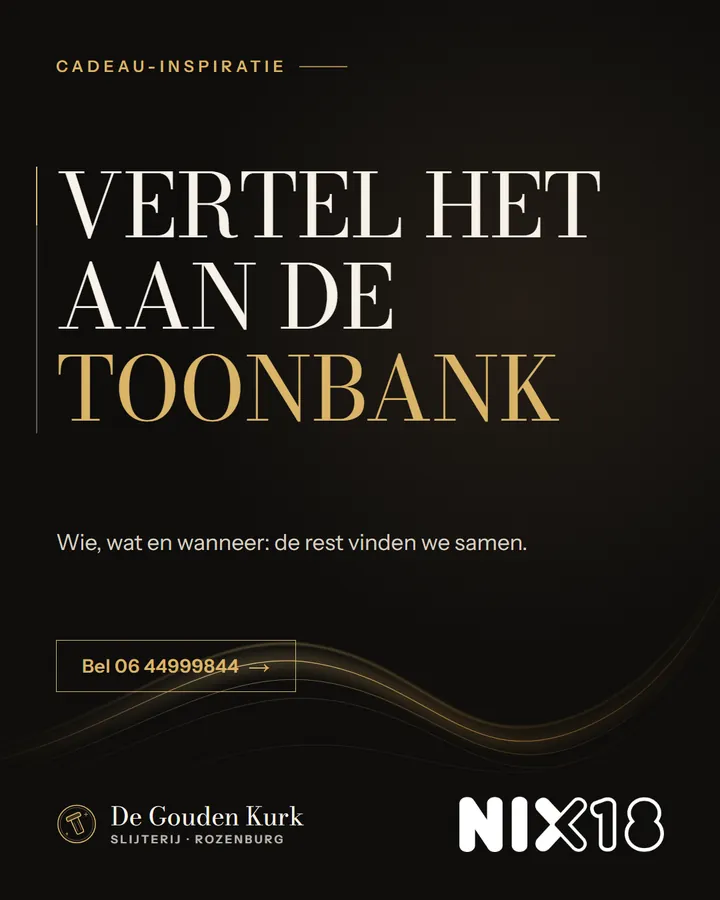 CADEAU-INSPIRATIE
VERTEL HET
AAN DE
TOONBANK
Wie, wat en wanneer: de rest vinden we samen.
Bel 06 44999844 →
De Gouden Kurk
SLIJTERIJ · ROZENBURG
NIX18